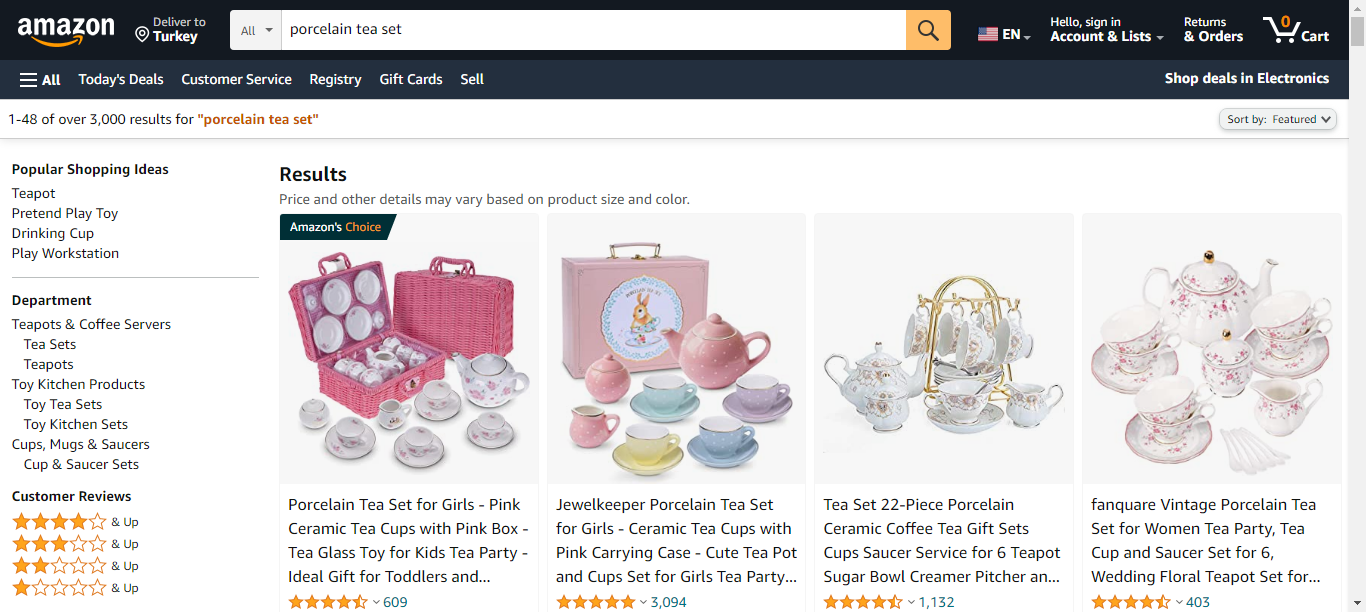 amazon
Deliver to
Turkey
All
porcelain tea set
EN
Hello, sign in
Account & Lists
Returns
& Orders
0
Cart
All
Today's Deals
Customer Service
Registry
Gift Cards
Sell
Shop deals in Electronics
1-48 of over 3,000 results for "porcelain tea set"
Sort by: Featured
Popular Shopping Ideas
Teapot
Pretend Play Toy
Drinking Cup
Play Workstation
Department
Teapots & Coffee Servers
Tea Sets
Teapots
Toy Kitchen Products
Toy Tea Sets
Toy Kitchen Sets
Cups, Mugs & Saucers
Cup & Saucer Sets
Customer Reviews
& Up
& Up
& Up
& Up
Results
Price and other details may vary based on product size and color.
Amazon's Choice
Porcelain Tea Set for Girls - Pink
Ceramic Tea Cups with Pink Box -
Tea Glass Toy for Kids Tea Party -
Ideal Gift for Toddlers and...
609
PORCELAIN TEA SET
Jewelkeeper Porcelain Tea Set
for Girls - Ceramic Tea Cups with
Pink Carrying Case - Cute Tea Pot
and Cups Set for Girls Tea Party...
3,094
Tea Set 22-Piece Porcelain
Ceramic Coffee Tea Gift Sets
Cups Saucer Service for 6 Teapot
Sugar Bowl Creamer Pitcher an...
1,132
fanquare Vintage Porcelain Tea
Set for Women Tea Party, Tea
Cup and Saucer Set for 6,
Wedding Floral Teapot Set for...
403